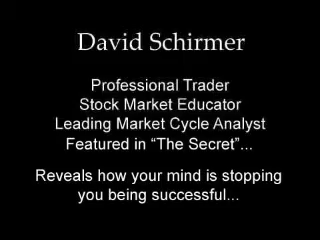 David Schirmer
Professional Trader
Stock Market Educator
Leading Market Cycle Analyst
Featured in “The Secret”...
Reveals how your mind is stopping
you being successful...